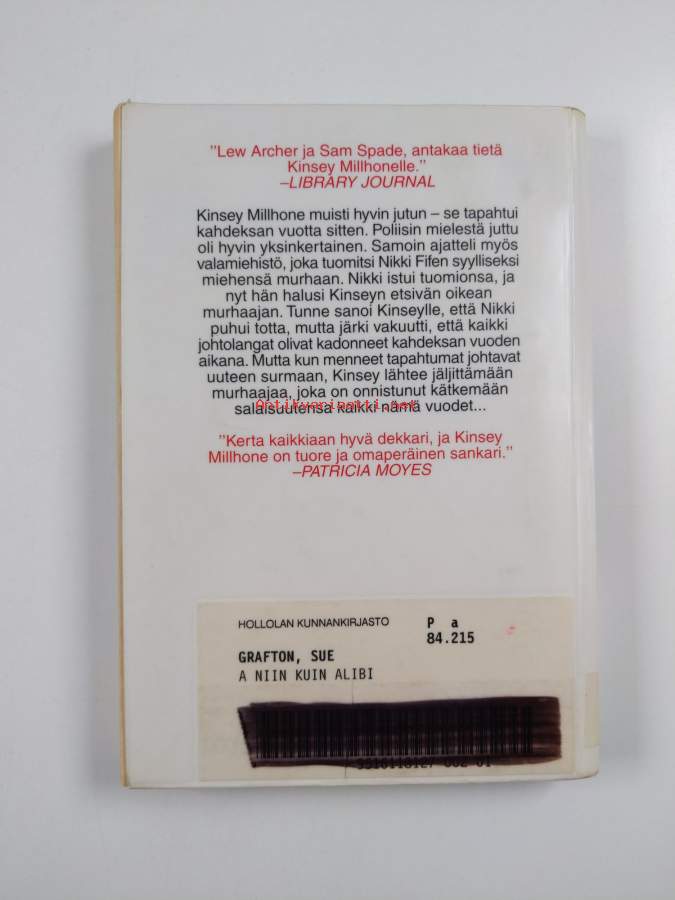 "Lew Archer ja Sam Spade, antakaa tietä
Kinsey Millhonelle."
–LIBRARY JOURNAL
Kinsey Millhone muisti hyvin jutun – se tapahtui
kahdeksan vuotta sitten. Poliisin mielestä juttu
oli hyvin yksinkertainen. Samoin ajatteli myös
valamiehistö, joka tuomitsi Nikki Fifen syylliseksi
miehensä murhaan. Nikki istui tuomionsa, ja
nyt hän halusi Kinseyn etsivän oikean
murhaajan. Tunne sanoi Kinseylle, että Nikki
puhui totta, mutta järki vakuutti, että kaikki
johtolangat olivat kadonneet kahdeksan vuoden
aikana. Mutta kun menneet tapahtumat johtavat
uuteen surmaan, Kinsey lähtee jäljittämään
murhaajaa, joka on onnistunut kätkemään
Antikvariaatti.net
salaisuutensa kaikki nämä vuodet...
"Kerta kaikkiaan hyvä dekkari, ja Kinsey
Millhone on tuore ja omaperäinen sankari."
–PATRICIA MOYES
HOLLOLAN KUNNANKIRJASTO
P a
84.215
GRAFTON, SUE
A NIIN KUIN ALIBI